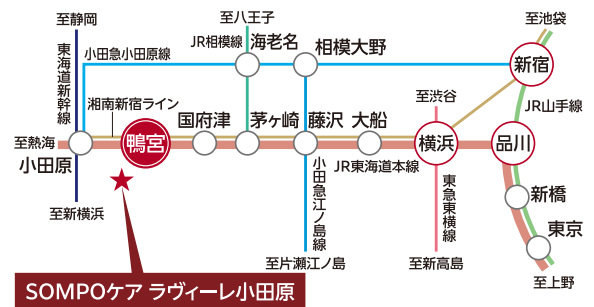 至静岡
至八王子
至池袋
JR相模線
海老名
相模大野
小田急小田原線
新宿
東海道新幹線
湘南新宿ライン
至渋谷
JR山手線
国府津
茅ヶ崎
藤沢
大船
至熱海
鴨宮
横浜
品川
小田原
JR東海道本線
小田急江ノ島線
東急東横線
新橋
東京
至新横浜
至片瀬江ノ島
至新高島
至上野
SOMPOケア ラヴィーレ小田原